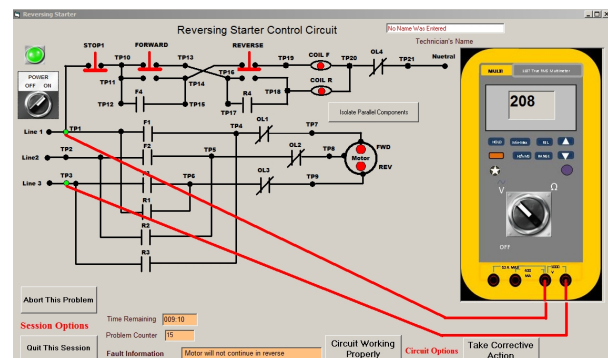 Reversing Starter
Reversing Starter Control Circuit
No Name Was Entered
Technician's Name
STOP1 FORWARD REVERSE COIL F OL4
TP10 TP13 TP19 TP20 TP21 Nuetral
POWER
OFF ON
TP11 TP14 TP16 COIL R
F4 R4 TP18
TP12 TP15 TP17
Isolate Parallel Components
Line 1 TP1 F1 TP4 OL1 TP7
FWD
Line2 TP2 F2 TP5 OL2 TP8 Motor
REV
Line 3 TP3 TP6 OL3 TP9
R1
R2
R3
208
HOLD
V Ω
OFF
Abort This Problem
Session Options
Quit This Session
Time Remaining 009:10
Problem Counter 15
Fault Information Motor will not continue in reverse
Circuit Working Properly
Circuit Options
Take Corrective Action